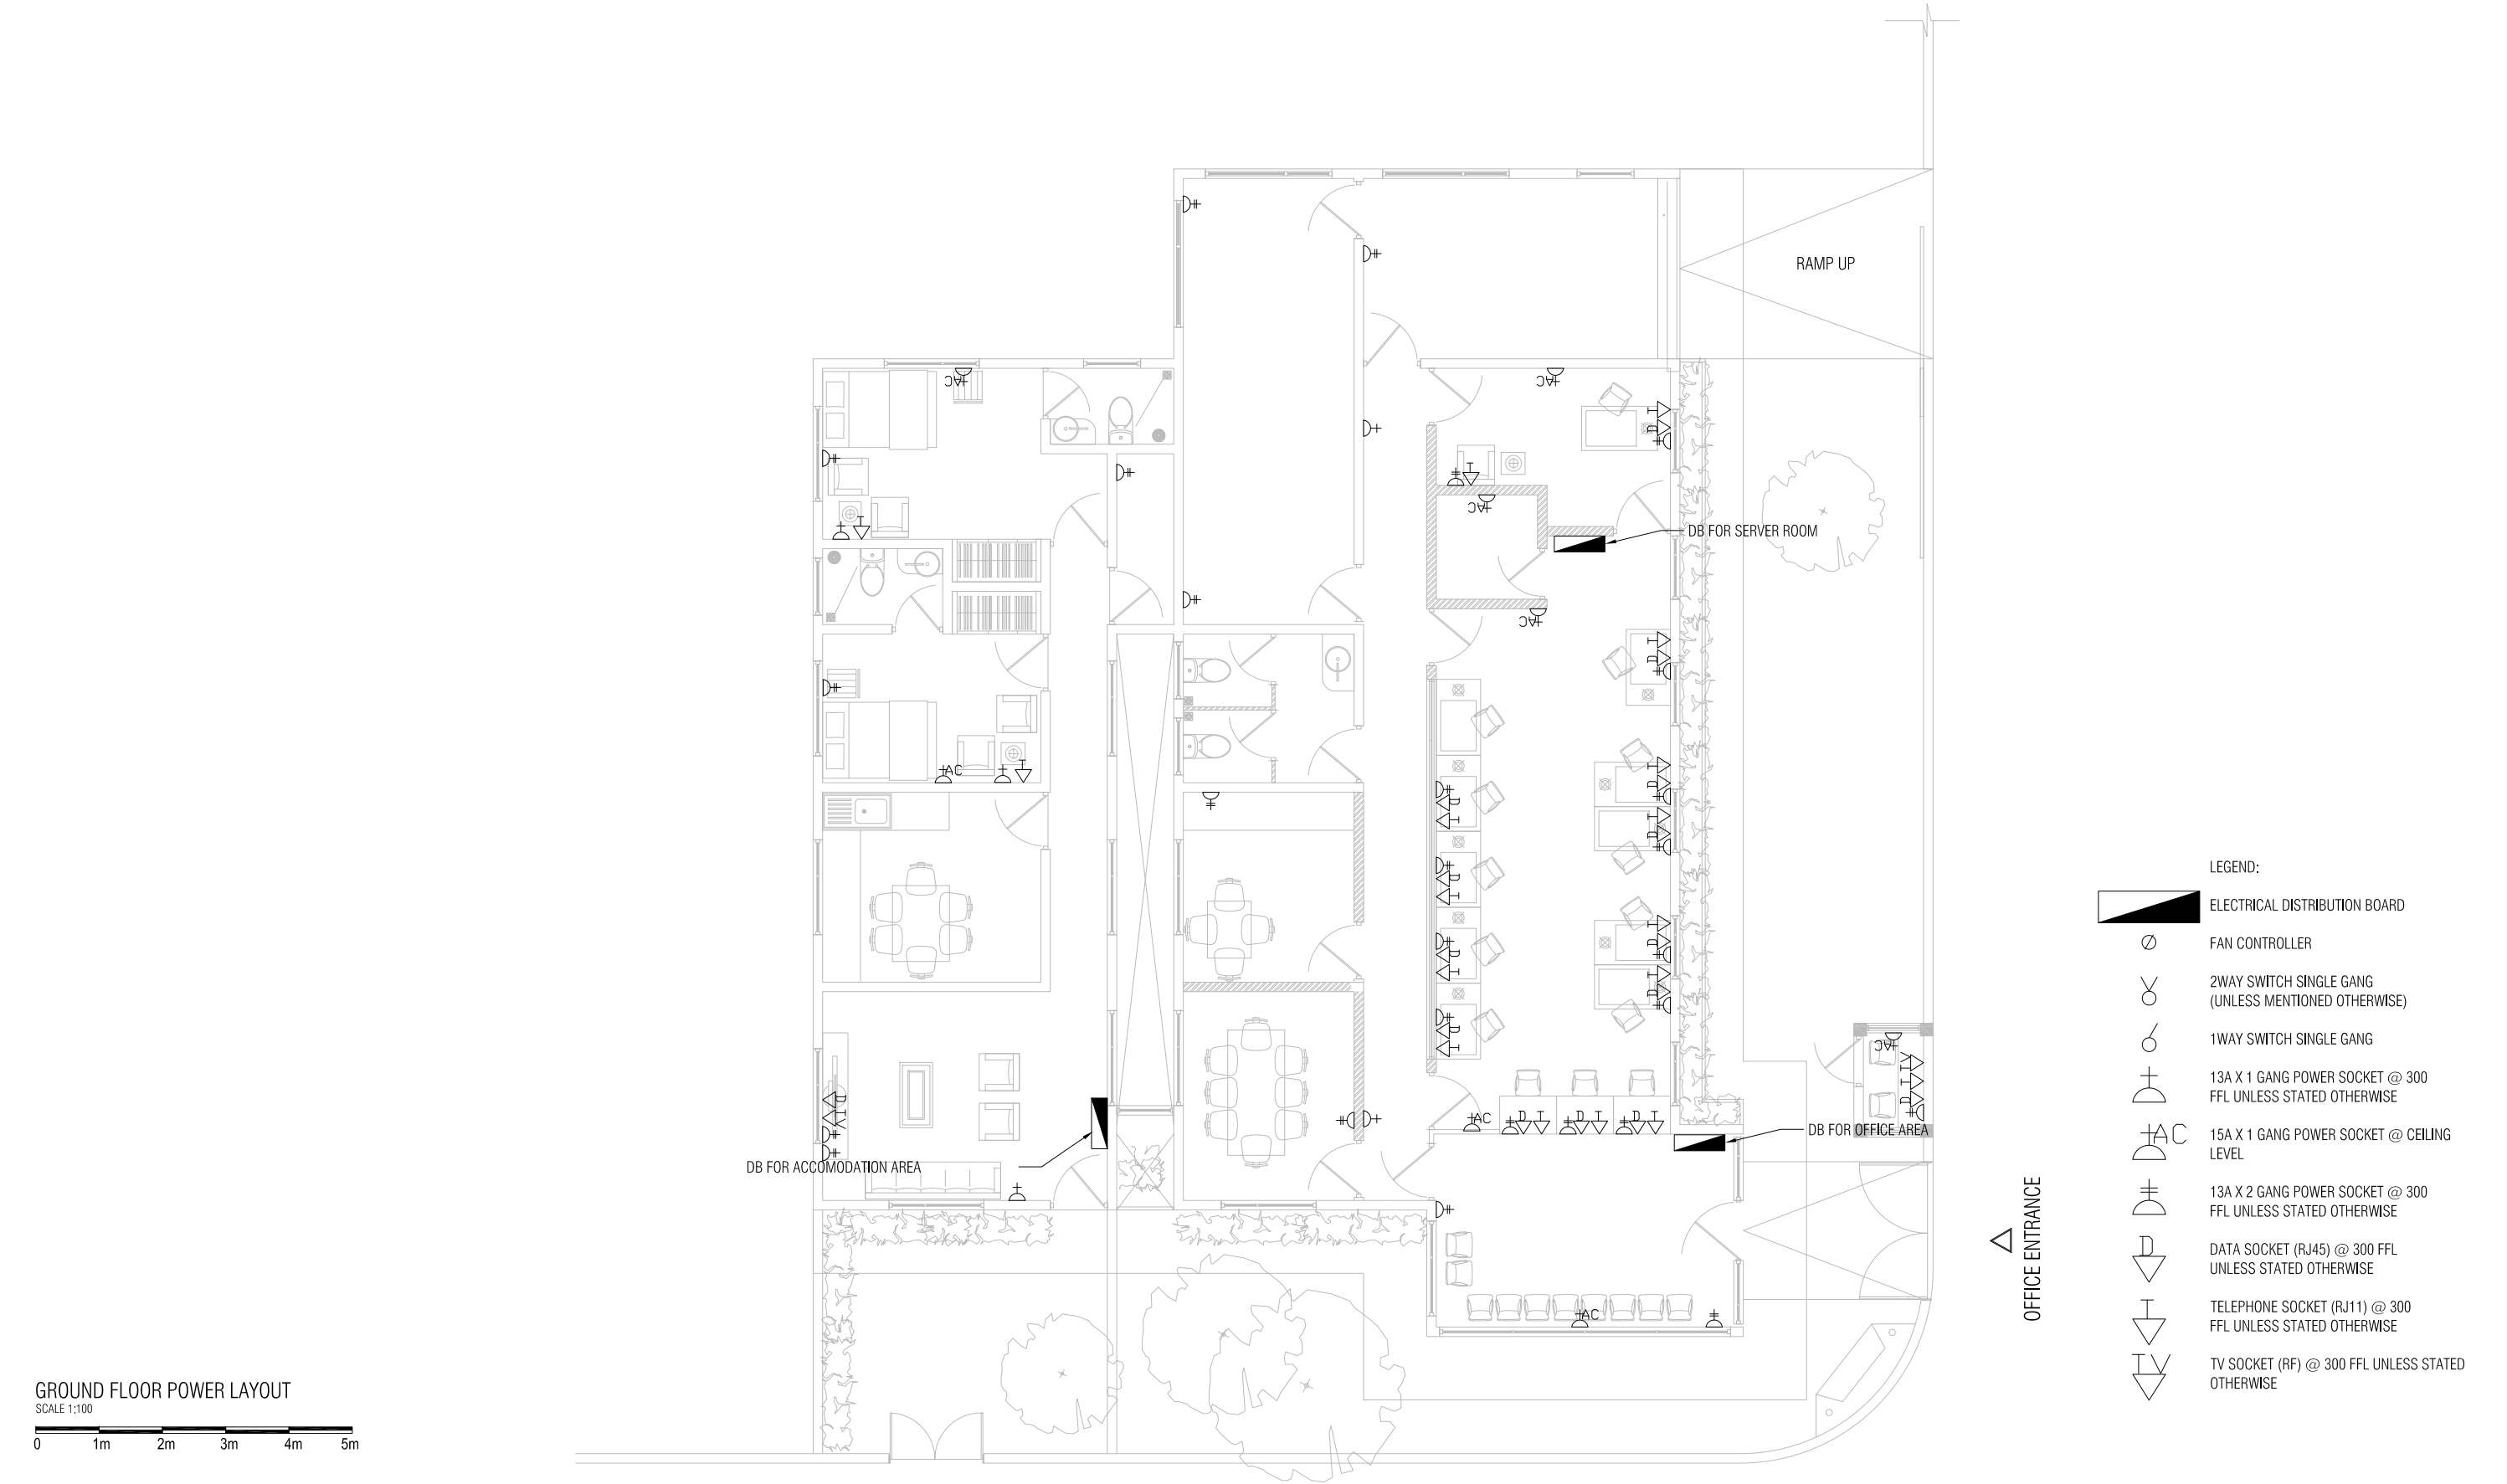 RAMP UP
DB FOR SERVER ROOM
DB FOR OFFICE AREA
DB FOR ACCOMODATION AREA
OFFICE ENTRANCE
LEGEND:
ELECTRICAL DISTRIBUTION BOARD
FAN CONTROLLER
2WAY SWITCH SINGLE GANG
(UNLESS MENTIONED OTHERWISE)
1WAY SWITCH SINGLE GANG
13A X 1 GANG POWER SOCKET @ 300
FFL UNLESS STATED OTHERWISE
AC
15A X 1 GANG POWER SOCKET @ CEILING
LEVEL
13A X 2 GANG POWER SOCKET @ 300
FFL UNLESS STATED OTHERWISE
D
DATA SOCKET (RJ45) @ 300 FFL
UNLESS STATED OTHERWISE
T
TELEPHONE SOCKET (RJ11) @ 300
FFL UNLESS STATED OTHERWISE
TV
TV SOCKET (RF) @ 300 FFL UNLESS STATED
OTHERWISE
GROUND FLOOR POWER LAYOUT
SCALE 1:100
0 1m 2m 3m 4m 5m